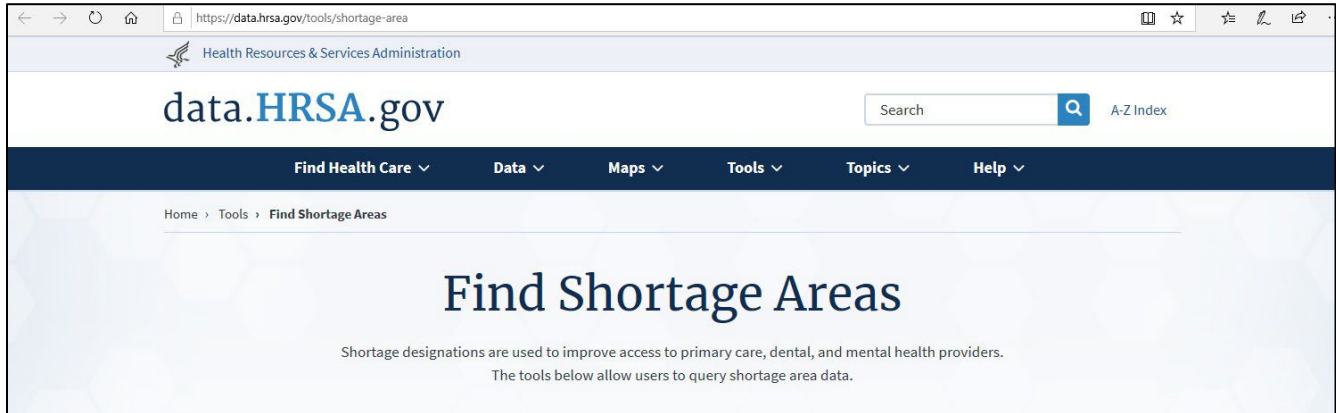 https://data.hrsa.gov/tools/shortage-area
Health Resources & Services Administration
data.HRSA.gov
Search
A-Z Index
Find Health Care
Data
Maps
Tools
Topics
Help
Home › Tools › Find Shortage Areas
Find Shortage Areas
Shortage designations are used to improve access to primary care, dental, and mental health providers.
The tools below allow users to query shortage area data.